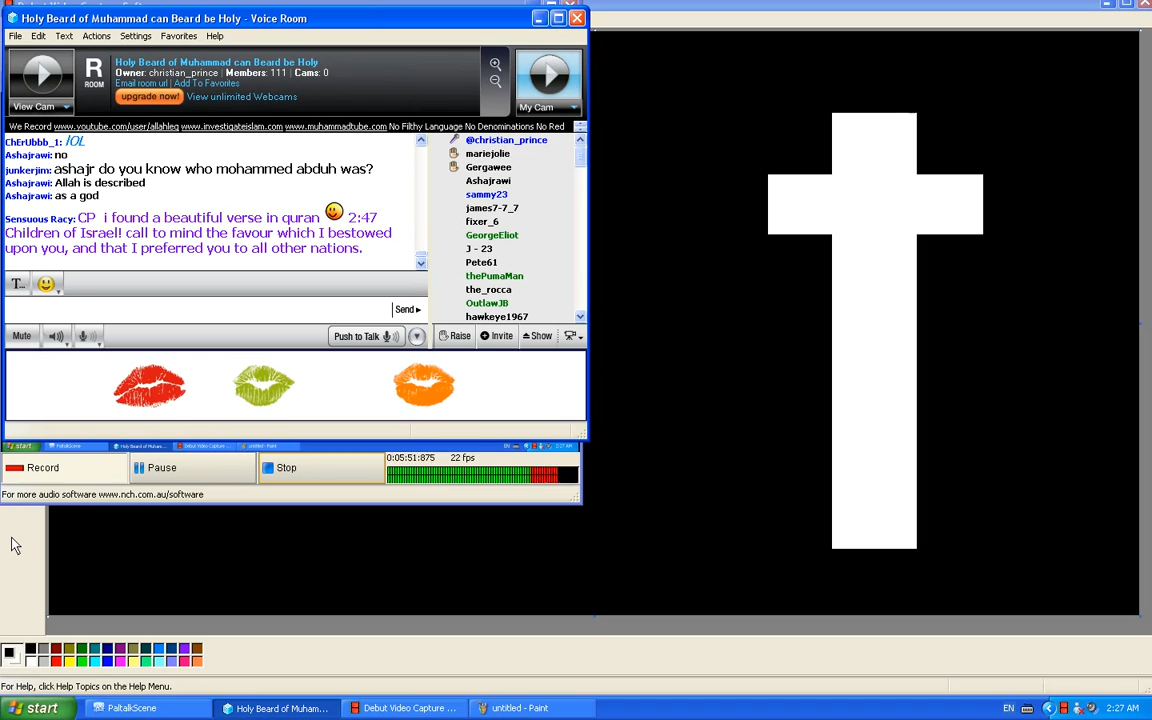 Holy Beard of Muhammad can Beard be Holy - Voice Room
File Edit Text Actions Settings Favorites Help
R
ROOM
Holy Beard of Muhammad can Beard be Holy
Owner: christian_prince | Members: 111 | Cams: 0
Email room url | Add To Favorites
upgrade now! View unlimited Webcams
View Cam
My Cam
We Record www.youtube.com/user/allahleg www.investigateislam.com www.muhammadtube.com No Filthy Language No Denominations No Red
ChErUbbb_1: lOL
Ashajrawi: no
junkerjim: ashajr do you know who mohammed abduh was?
Ashajrawi: Allah is described
Ashajrawi: as a god
Sensuous Racy: CP i found a beautiful verse in quran 2:47
Children of Israel! call to mind the favour which I bestowed
upon you, and that I preferred you to all other nations.
@christian_prince
mariejolie
Gergawee
Ashajrawi
sammy23
james7-7_7
fixer_6
GeorgeEliot
J - 23
Pete61
thePumaMan
the_rocca
OutlawJB
hawkeye1967
T...
Send
Mute
Push to Talk
Raise Invite Show
Record Pause Stop
0:05:51:875 22 fps
For more audio software www.nch.com.au/software
For Help, click Help Topics on the Help Menu.
start PaltalkScene Holy Beard of Muham... Debut Video Capture ... untitled - Paint EN 2:27 AM